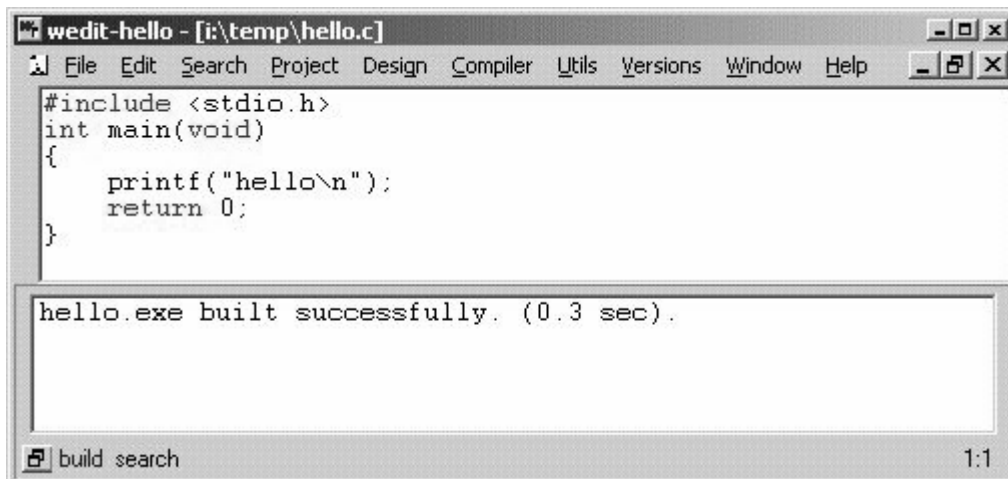 wedit-hello - [i:\temp\hello.c]
File Edit Search Project Design Compiler Utils Versions Window Help
#include <stdio.h>
int main(void)
{
    printf("hello\n");
    return 0;
}
hello.exe built successfully. (0.3 sec).
build search 1:1